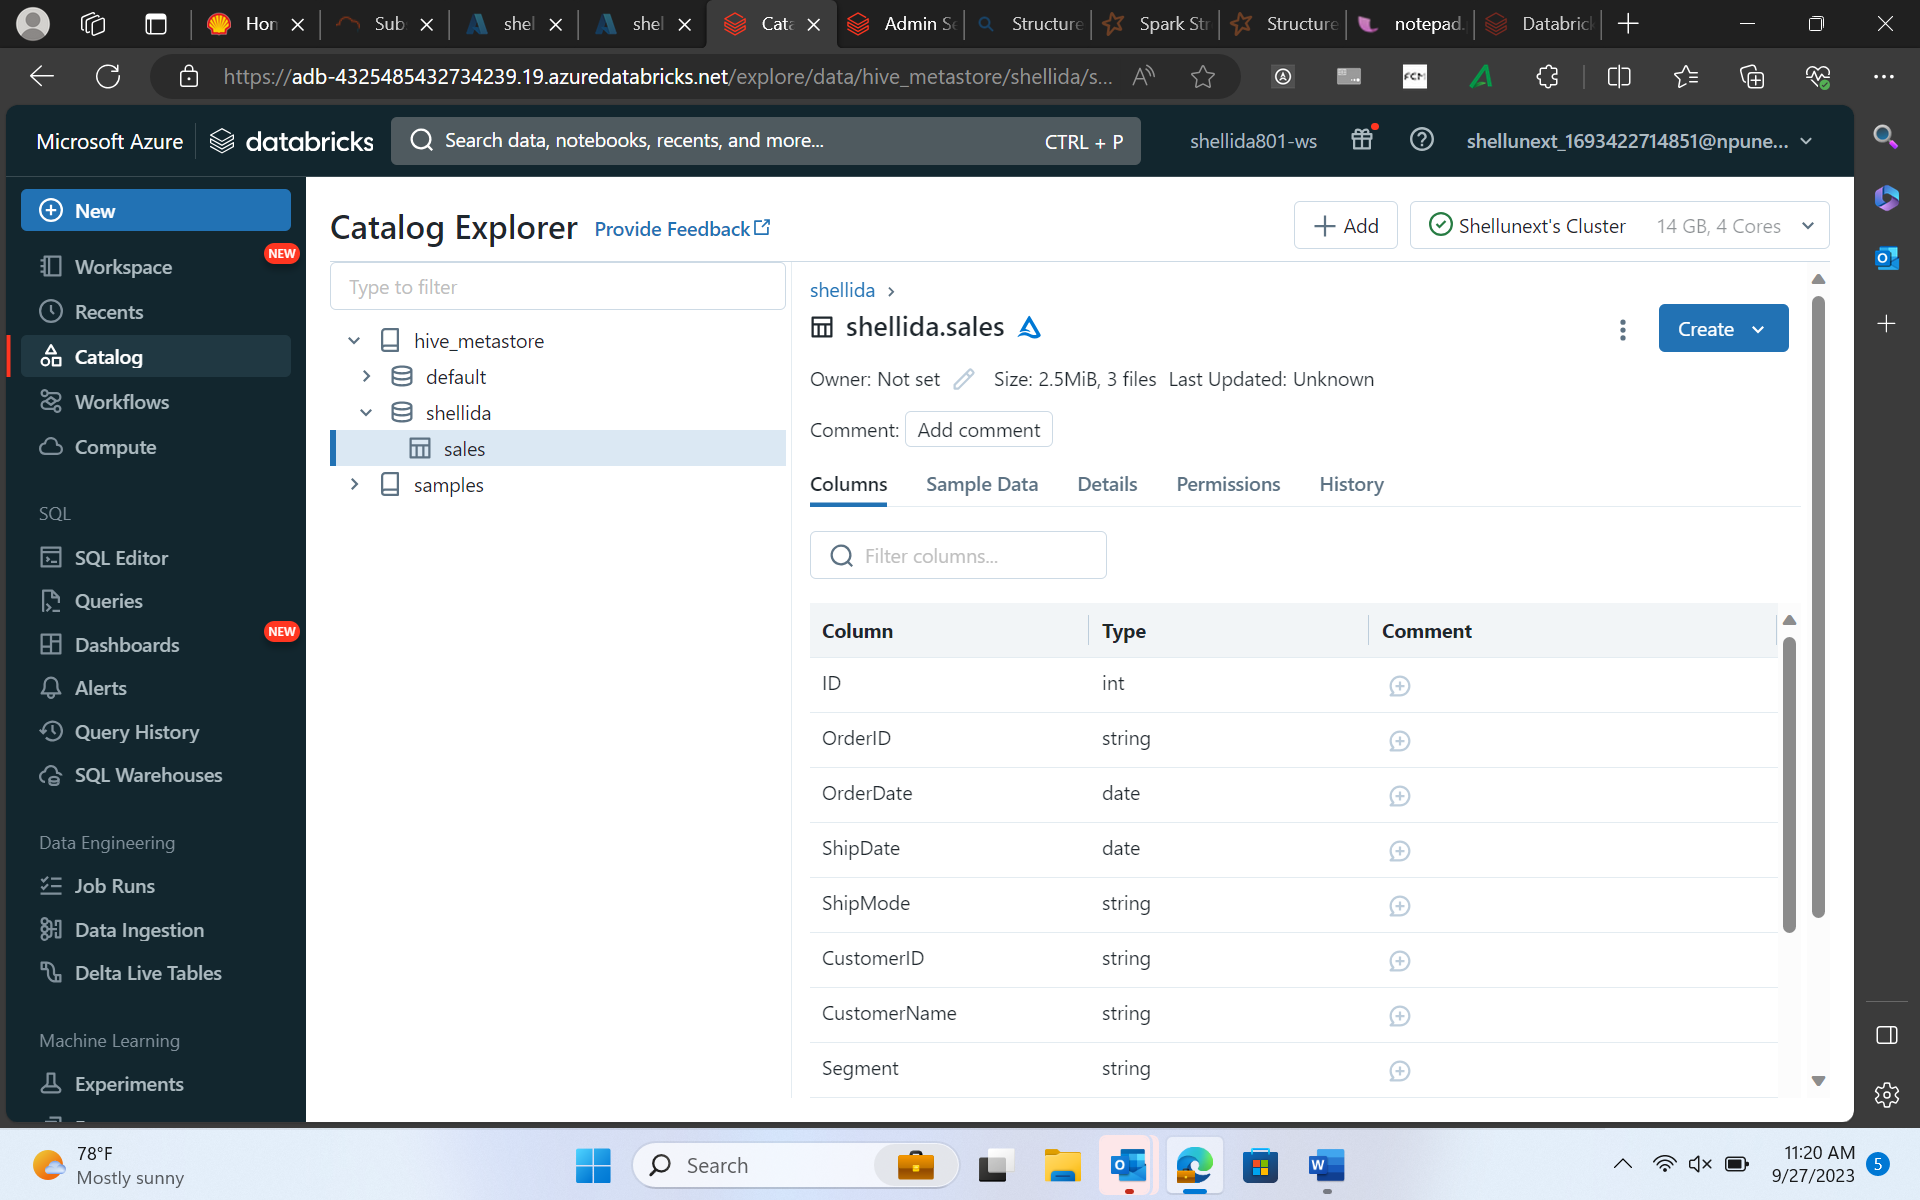 Hon
Sub
shel
shel
Cata
Admin Se
Structure
Spark Str
Structure
notepad.
Databric
https://adb-4325485432734239.19.azuredatabricks.net/explore/data/hive_metastore/shellida/s...
FCM
Microsoft Azure
databricks
Search data, notebooks, recents, and more...
CTRL + P
shellida801-ws
shellunext_1693422714851@npune...
New
Workspace
NEW
Recents
Catalog
Workflows
Compute
SQL
SQL Editor
Queries
Dashboards
NEW
Alerts
Query History
SQL Warehouses
Data Engineering
Job Runs
Data Ingestion
Delta Live Tables
Machine Learning
Experiments
Catalog Explorer
Provide Feedback
Add
Shellunext's Cluster
14 GB, 4 Cores
Type to filter
hive_metastore
default
shellida
sales
samples
shellida
shellida.sales
Create
Owner: Not set
Size: 2.5MiB, 3 files
Last Updated: Unknown
Comment:
Add comment
Columns
Sample Data
Details
Permissions
History
Filter columns...
Column Type Comment
ID int
OrderID string
OrderDate date
ShipDate date
ShipMode string
CustomerID string
CustomerName string
Segment string
78°F
Mostly sunny
Search
11:20 AM
9/27/2023
5